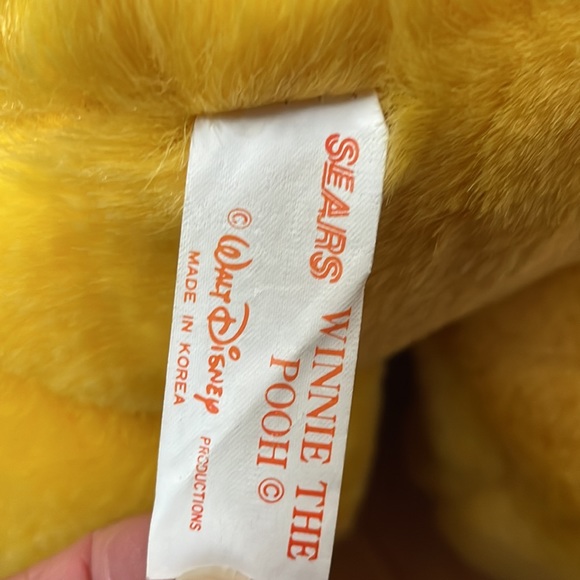 SEARS
WINNIE THE
POOH ©
© WALT DISNEY
PRODUCTIONS
MADE IN KOREA